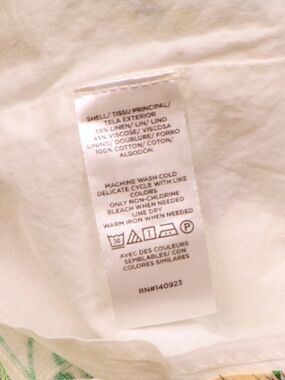 SHELL/ TISSU PRINCIPAL/
TELA EXTERIOR
55% LINEN/ LIN/ LINO
45% VISCOSE/ VISCOSA
LINING/ DOUBLURE/ FORRO
100% COTTON/ COTON/
ALGODÓN
MACHINE WASH COLD
DELICATE CYCLE WITH LIKE
COLORS
ONLY NON-CHLORINE
BLEACH WHEN NEEDED
LINE DRY
WARM IRON WHEN NEEDED
30 P
AVEC DES COULEURS
SEMBLABLES/ CON
COLORES SIMILARES
RN#140923